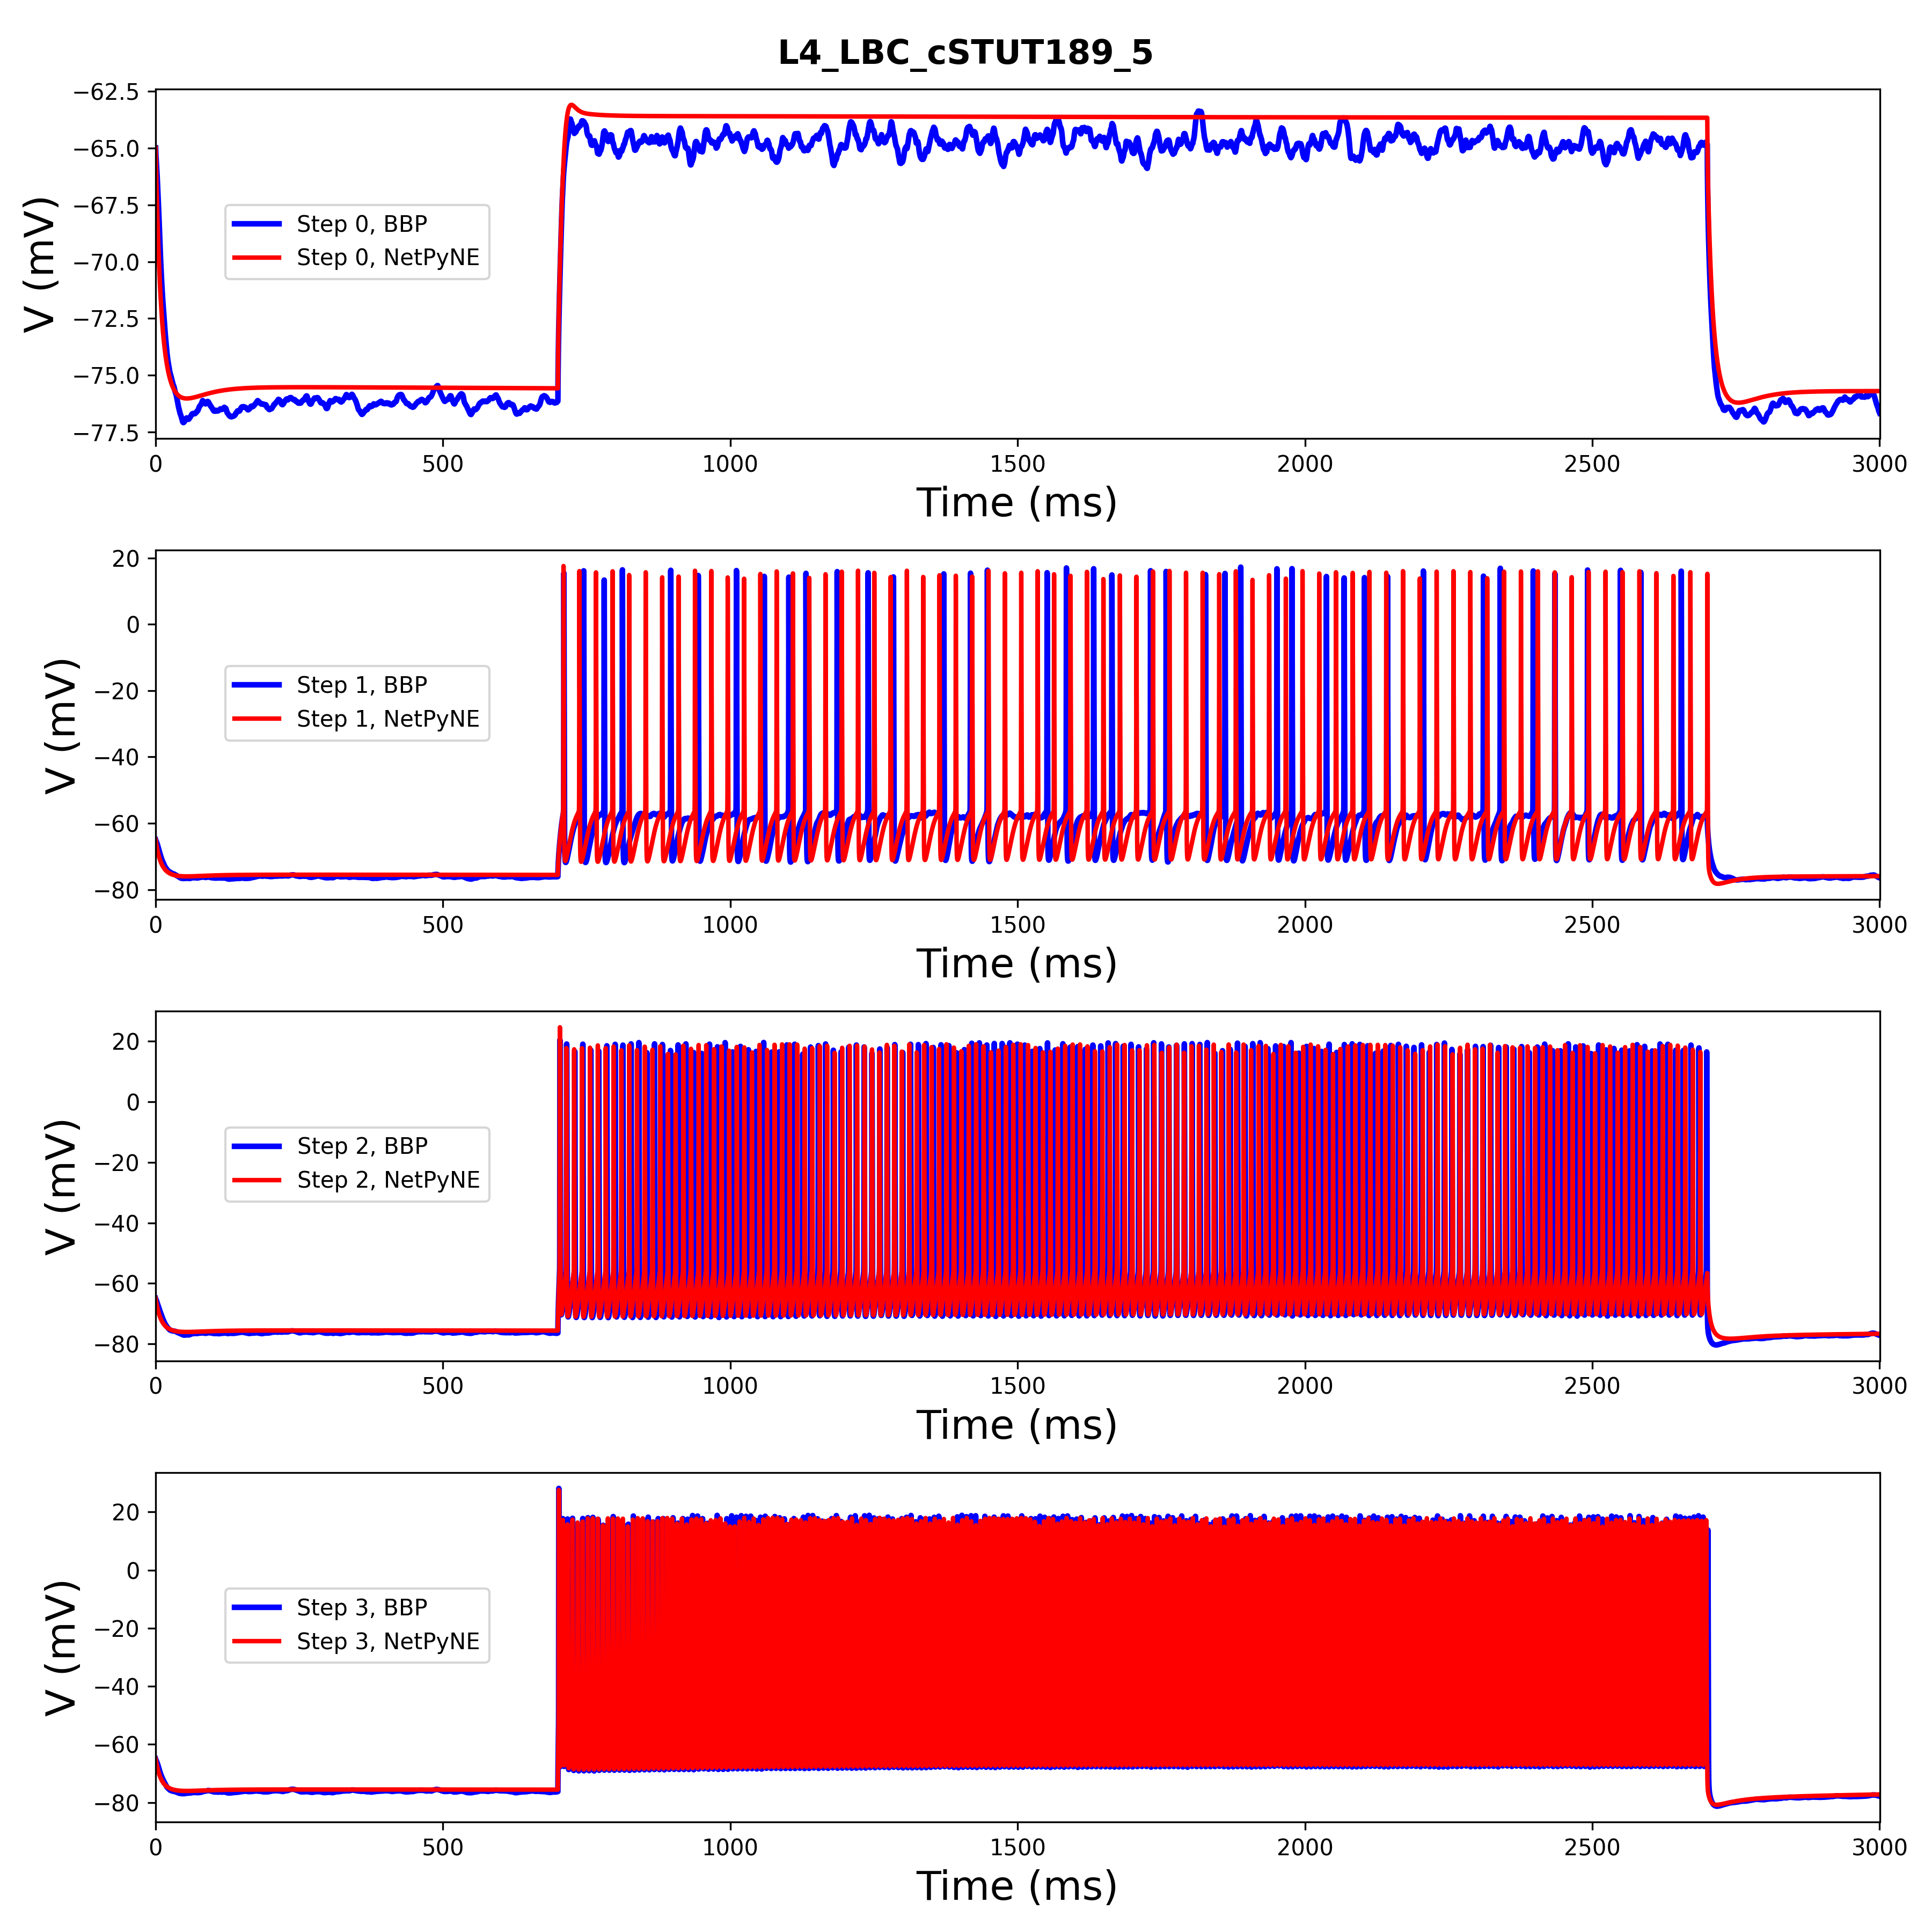 L4_LBC_cSTUT189_5
−62.5
−65.0
−67.5
−70.0
−72.5
−75.0
−77.5
V (mV)
Step 0, BBP
Step 0, NetPyNE
0 500 1000 1500 2000 2500 3000
Time (ms)
20
0
−20
−40
−60
−80
V (mV)
Step 1, BBP
Step 1, NetPyNE
0 500 1000 1500 2000 2500 3000
Time (ms)
20
0
−20
−40
−60
−80
V (mV)
Step 2, BBP
Step 2, NetPyNE
0 500 1000 1500 2000 2500 3000
Time (ms)
20
0
−20
−40
−60
−80
V (mV)
Step 3, BBP
Step 3, NetPyNE
0 500 1000 1500 2000 2500 3000
Time (ms)